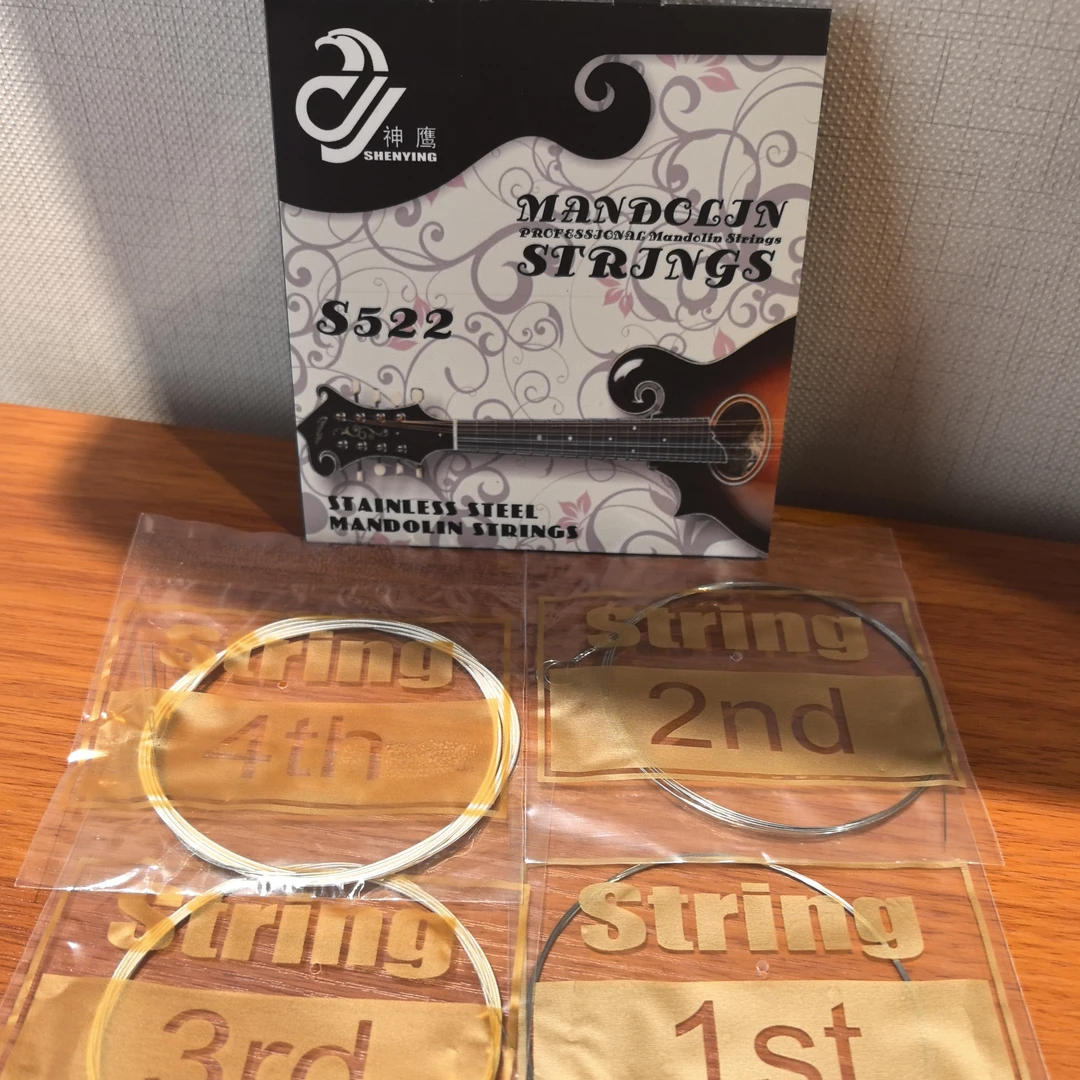 神鹰
SHENYING
MANDOLIN
PROFESSIONAL Mandolin Strings
STRINGS
S522
STAINLESS STEEL
MANDOLIN STRINGS
String
4th
String
2nd
String
3rd
String
1st